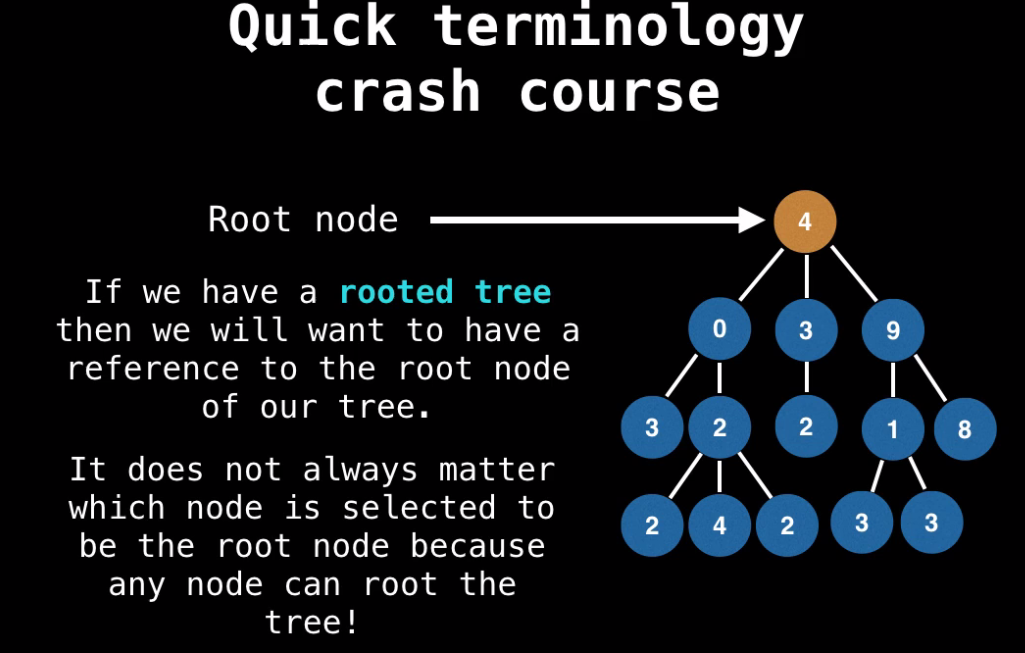 Quick terminology
crash course
Root node
4
If we have a rooted tree
then we will want to have a
reference to the root node
of our tree.
It does not always matter
which node is selected to
be the root node because
any node can root the
tree!
0 3 9
3 2 2 1 8
2 4 2 3 3